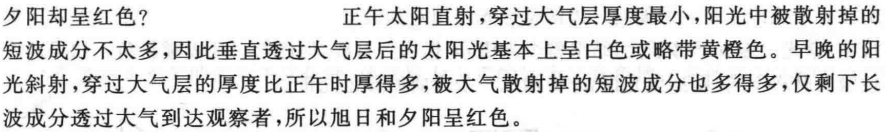 夕阳却呈红色? 正午太阳直射,穿过大气层厚度最小,阳光中被散射掉的
短波成分不太多,因此垂直透过大气层后的太阳光基本上呈白色或略带黄橙色。早晚的阳
光斜射,穿过大气层的厚度比正午时厚得多,被大气散射掉的短波成分也多得多,仅剩下长
波成分透过大气到达观察者,所以旭日和夕阳呈红色。